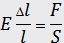 E Δl/l = F/S